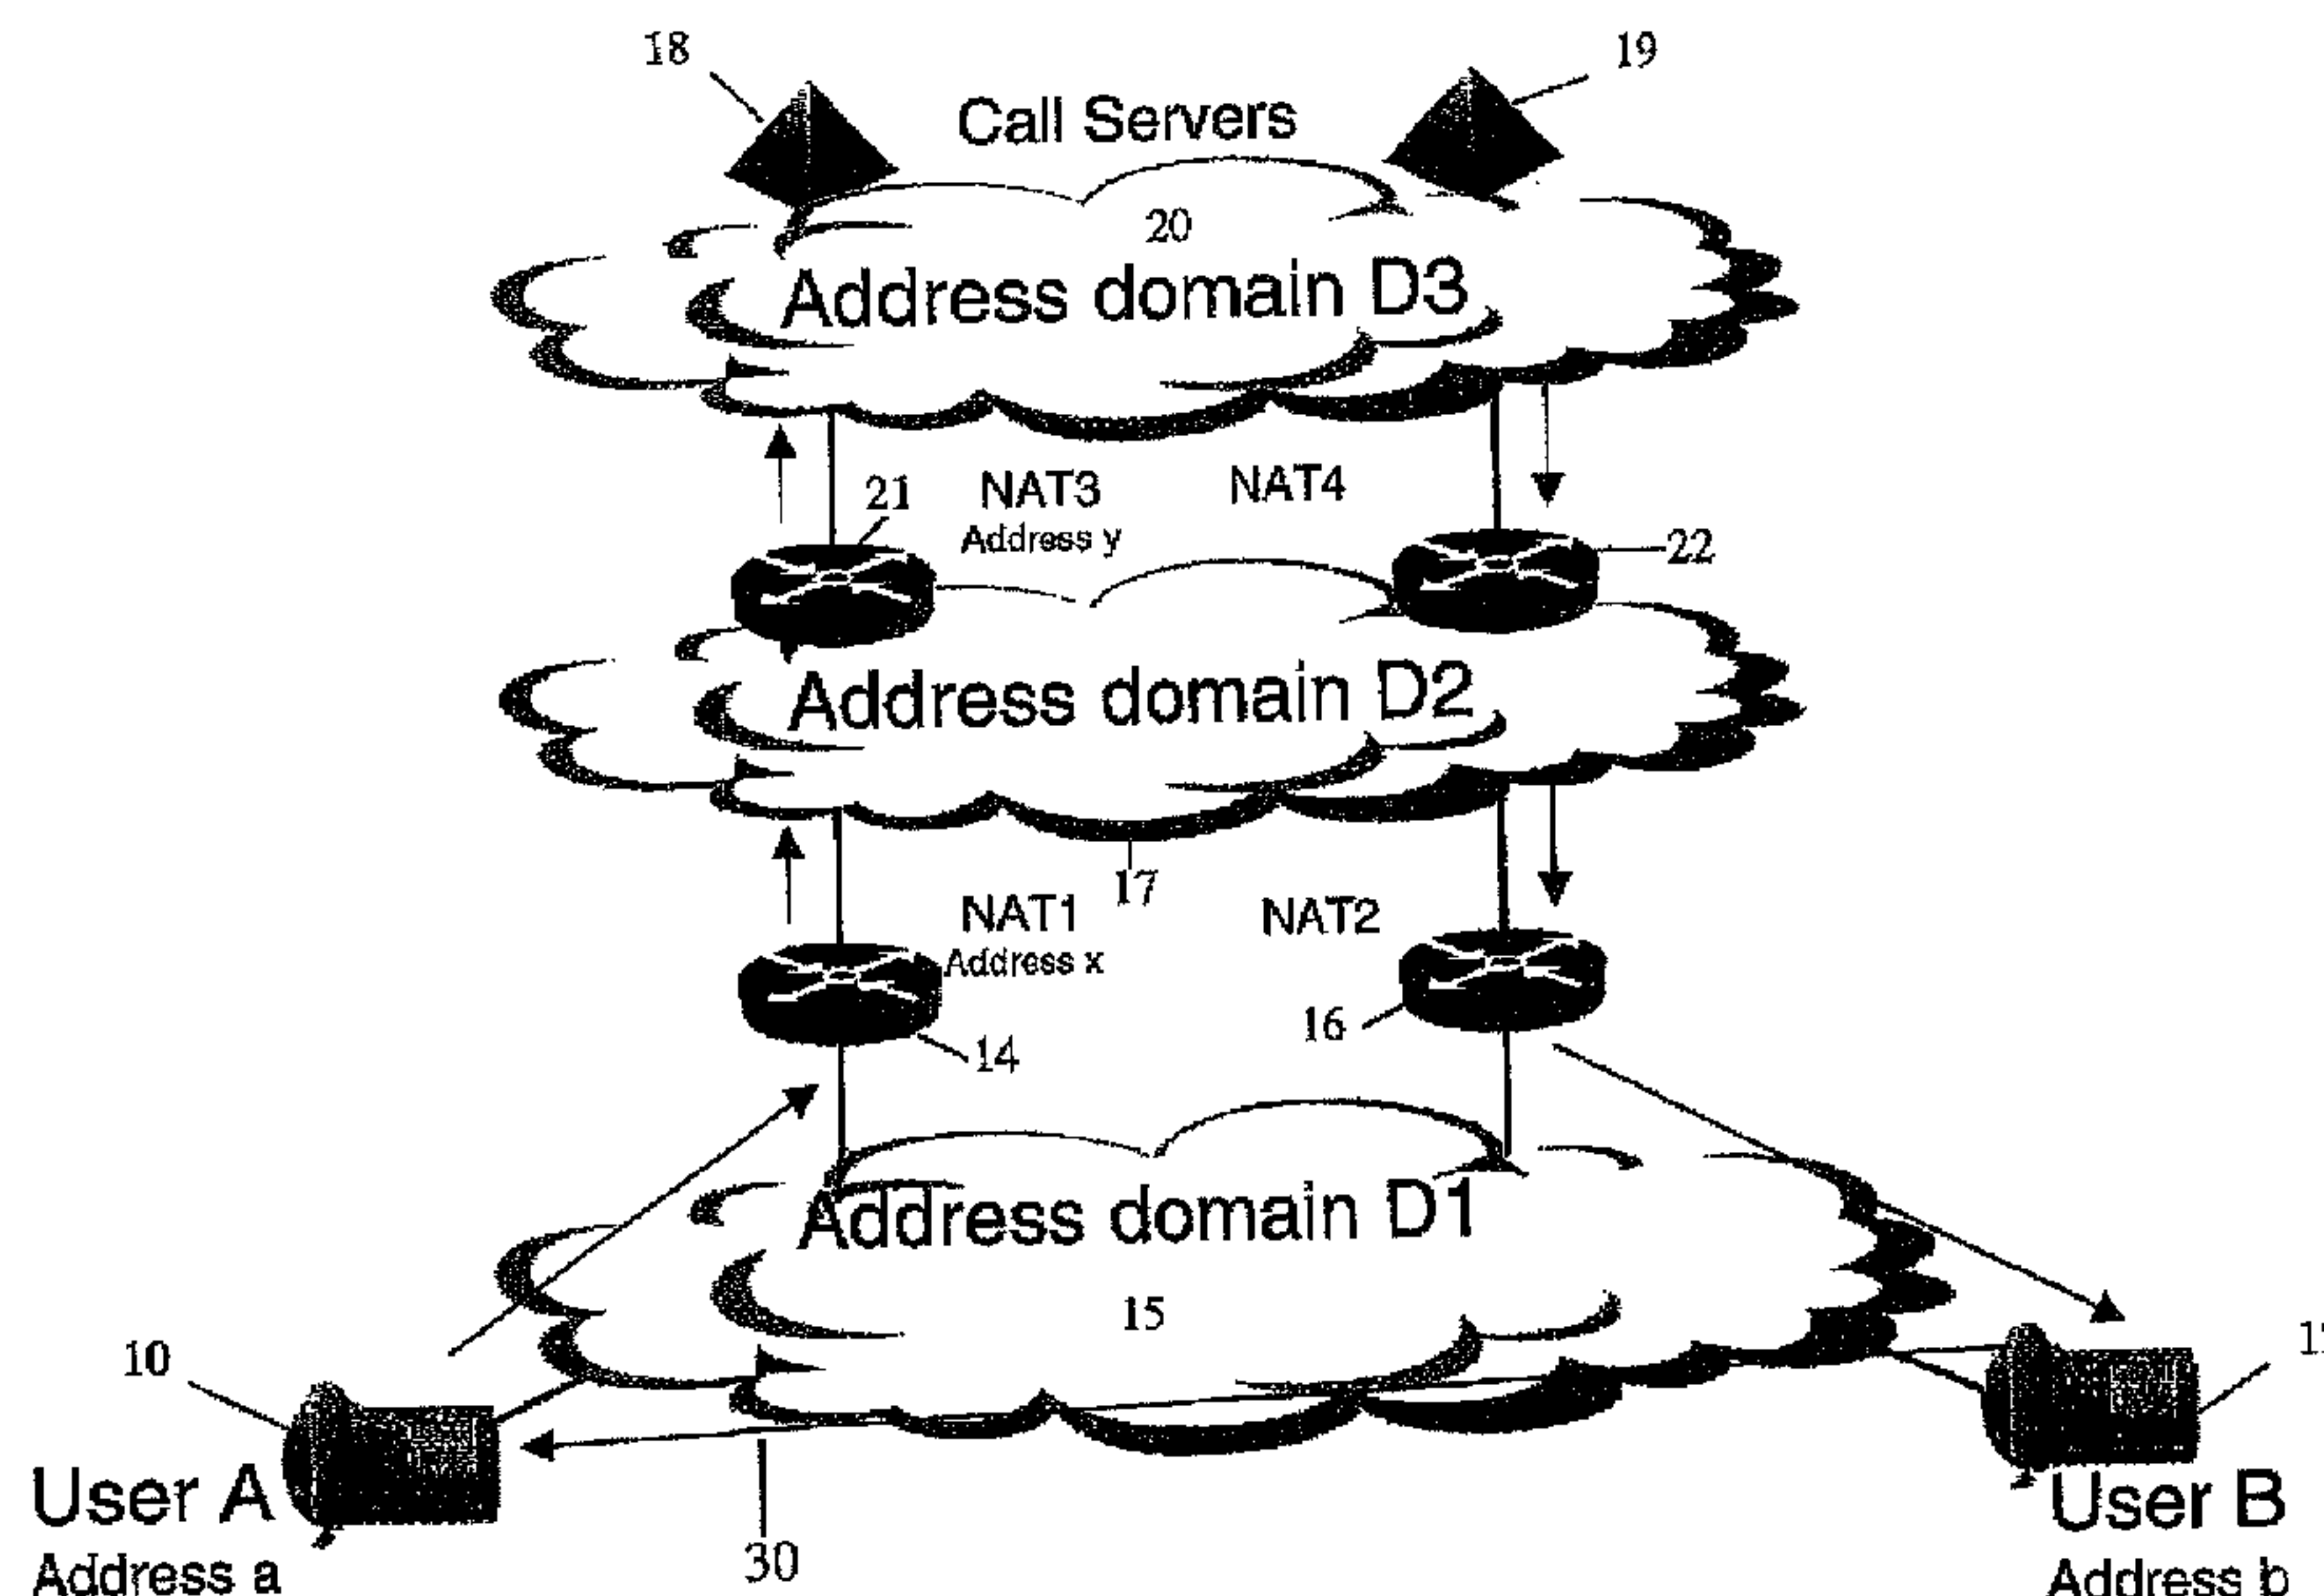 18
19
Call Servers
20
Address domain D3
21
NAT3
Address y
NAT4
22
Address domain D2
17
NAT1
Address x
NAT2
14
16
Address domain D1
15
10
30
User A
Address a
User B
Address b